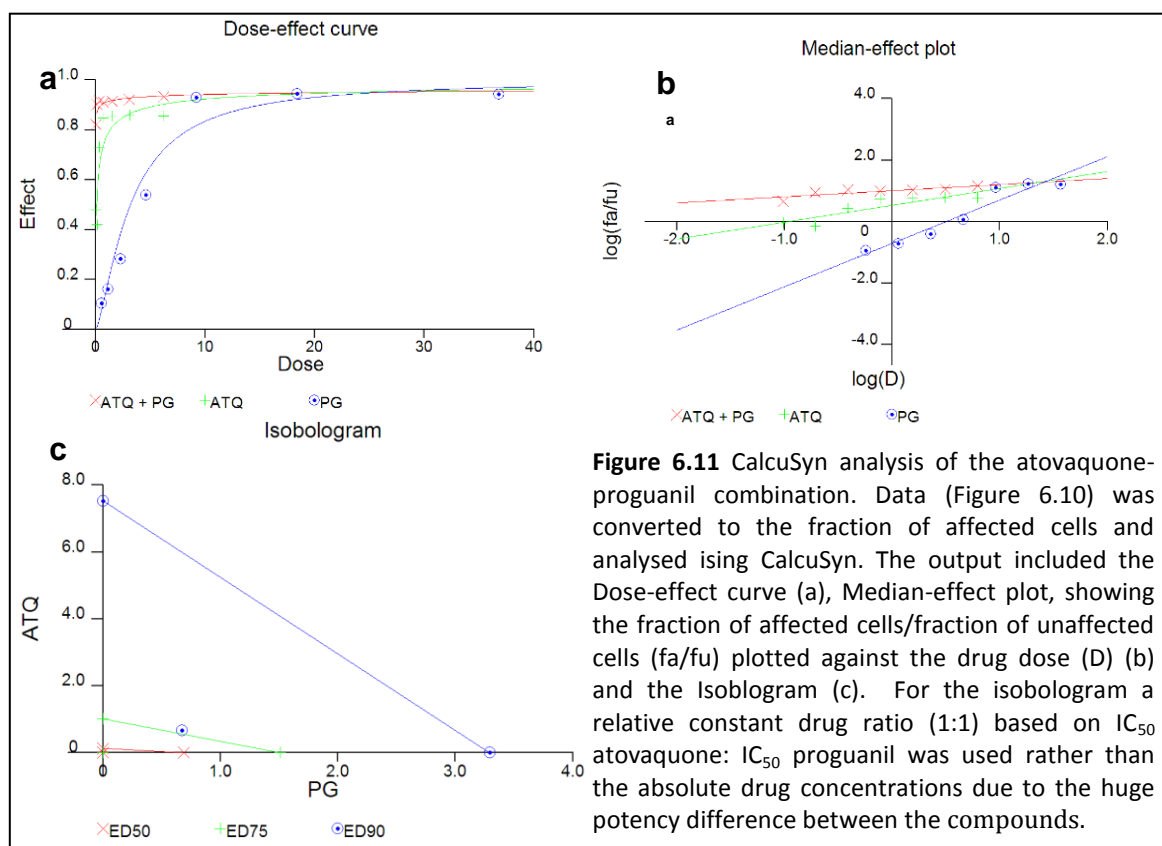 Dose-effect curve
a
1.0
0.8
0.6
0.4
0.2
0
Effect
0 10 20 30 40
Dose
ATQ + PG ATQ PG
Median-effect plot
b
a
4.0
2.0
0
-2.0
-4.0
log(fa/fu)
-2.0 -1.0 1.0 2.0
log(D)
ATQ + PG ATQ PG
Isobologram
c
8.0
6.0
4.0
2.0
0
ATQ
0 1.0 2.0 3.0 4.0
PG
ED50 ED75 ED90
Figure 6.11 CalcuSyn analysis of the atovaquone-
proguanil combination. Data (Figure 6.10) was
converted to the fraction of affected cells and
analysed ising CalcuSyn. The output included the
Dose-effect curve (a), Median-effect plot, showing
the fraction of affected cells/fraction of unaffected
cells (fa/fu) plotted against the drug dose (D) (b)
and the Isoblogram (c). For the isobologram a
relative constant drug ratio (1:1) based on IC50
atovaquone: IC50 proguanil was used rather than
the absolute drug concentrations due to the huge
potency difference between the compounds.